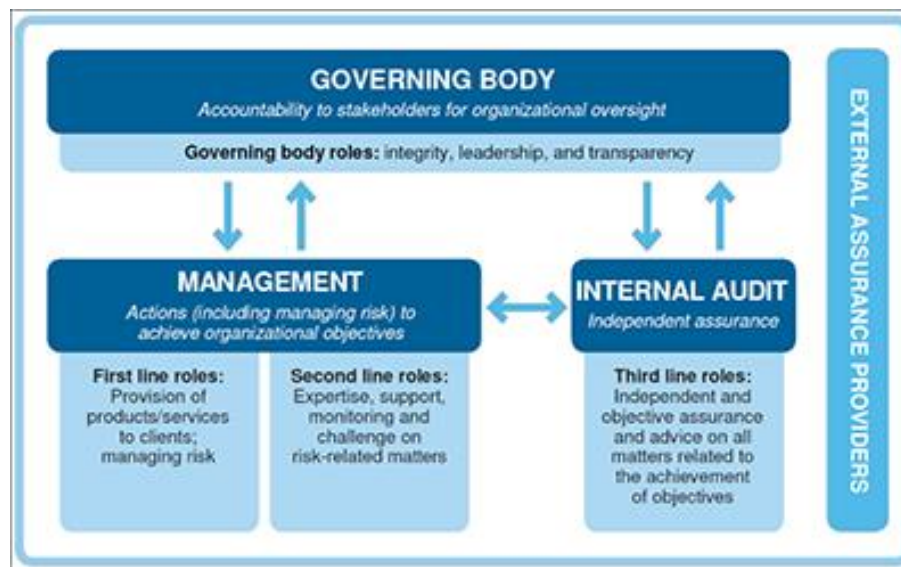 GOVERNING BODY
Accountability to stakeholders for organizational oversight
Governing body roles: integrity, leadership, and transparency
MANAGEMENT
Actions (including managing risk) to
achieve organizational objectives
First line roles:
Provision of
products/services
to clients;
managing risk
Second line roles:
Expertise, support,
monitoring and
challenge on
risk-related matters
INTERNAL AUDIT
Independent assurance
Third line roles:
Independent and
objective assurance
and advice on all
matters related to
the achievement
of objectives
EXTERNAL ASSURANCE PROVIDERS